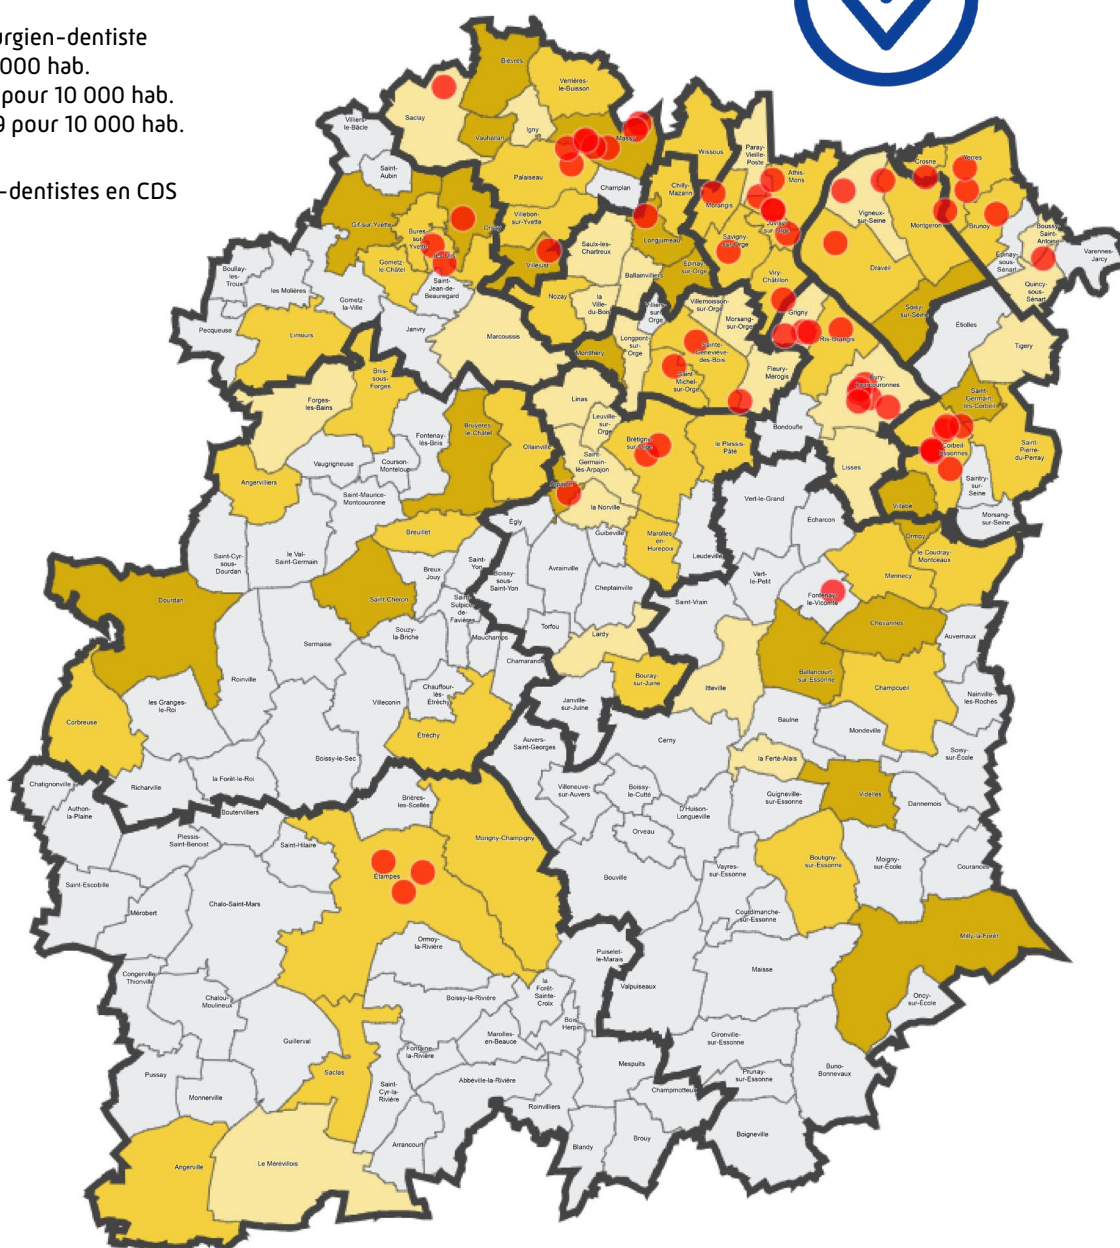 urgien-dentiste
000 hab.
pour 10 000 hab.
9 pour 10 000 hab.
-dentistes en CDS
Bièvres
Verrières-
le-Buisson
Saclay
Igny
Vauhallan
Massy
Villiers-
le-Bâcle
Saint-
Aubin
Palaiseau
Champlan
Wissous
Paray-
Vieille-
Poste
Athis-
Mons
Chilly-
Mazarin
Morangis
Vigneux-
sur-Seine
Crosne
Yerres
Montgeron
Brunoy
Boussy-
Saint-
Antoine
Varennes-
Jarcy
Épinay-
sous-
Sénart
Quincy-
sous-
Sénart
Gif-sur-Yvette
Bures-
sur-
Yvette
Orsay
les Ulis
Villebon-
sur-Yvette
Villejust
Saulx-les-
Chartreux
Longjumeau
Épinay-
sur-Orge
Savigny-
sur-Orge
Juvisy-
sur-Orge
Viry-
Châtillon
Draveil
Soisy-
sur-Seine
Étiolles
Tigery
Boullay-
les-
Troux
les Molières
Gometz-
le-Châtel
Gometz-
la-Ville
Saint-
Jean-de-
Beauregard
Pecqueuse
Limours
Janvry
Marcoussis
Nozay
la
Ville-
du-Bois
Ballainvilliers
Villiers-
sur-
Orge
Villemoisson-
sur-Orge
Morsang-
sur-Orge
Grigny
Ris-Orangis
Montlhéry
Longpont-
sur-
Orge
Sainte-
Geneviève-
des-Bois
Saint-
Michel-
sur-Orge
Fleury-
Mérogis
Évry-
Courcouronnes
Bondoufle
Lisses
Saint-
Germain-
lès-Corbeil
Corbeil-
Essonnes
Saint-
Pierre-
du-Perray
Saintry-
sur-
Seine
Morsang-
sur-Seine
Villabé
Briis-
sous-
Forges
Forges-
les-Bains
Fontenay-
lès-Briis
Bruyères-
le-Châtel
Ollainville
Linas
Leuville-
sur-
Orge
Saint-
Germain-
lès-Arpajon
Arpajon
la Norville
Brétigny-
sur-Orge
le Plessis-
Pâté
Vaugrigneuse
Courson-
Monteloup
Angervilliers
Saint-Maurice-
Montcouronne
Breuillet
Égly
Guibeville
Marolles-
en-
Hurepoix
Leudeville
Vert-le-Grand
Écharcon
Vert-
le-Petit
Fontenay-
le-Vicomte
Ormoy
le Coudray-
Montceaux
Mennecy
Saint-Cyr-
sous-
Dourdan
le Val-
Saint-Germain
Saint-Chéron
Breux-
Jouy
Saint-
Yon
Boissy-
sous-
Saint-Yon
Avrainville
Cheptainville
Saint-
Sulpice-
de-
Favières
Mauchamps
Souzy-
la-Briche
Torfou
Lardy
Saint-Vrain
Chevannes
Auvernaux
Dourdan
Sermaise
Roinville
Chamarande
Bouray-
sur-Juine
Itteville
Ballancourt-
sur-Essonne
Champcueil
Nainville-
les-Roches
Corbreuse
les Granges-
le-Roi
Villeconin
Chauffour-
lès-
Étréchy
Étréchy
Janville-
sur-Juine
Auvers-
Saint-Georges
Cerny
Baulne
Mondeville
Soisy-
sur-École
la Ferté-Alais
Chatignonville
Authon-
la-Plaine
Richarville
la Forêt-le-Roi
Boissy-le-Sec
Villeneuve-
sur-Auvers
Boissy-
le-Cutté
D'Huison-
Longueville
Guigneville-
sur-Essonne
Videlles
Dannemois
Brières-
les-Scellés
Boutervilliers
Plessis-
Saint-Benoist
Saint-Hilaire
Morigny-Champigny
Orveau
Bouville
Vayres-
sur-Essonne
Boutigny-
sur-Essonne
Moigny-
sur-École
Courances
Saint-Escobille
Mérobert
Chalo-Saint-Mars
Étampes
Courdimanche-
sur-Essonne
Milly-la-Forêt
Ormoy-
la-Rivière
Puiselet-
le-Marais
Valpuiseaux
Maisse
Oncy-
sur-École
Congerville-
Thionville
Chalou-
Moulineux
Boissy-la-Rivière
la
Forêt-
Sainte-
Croix
Bois-
Herpin
Guillerval
Marolles-
en-Beauce
Fontaine-
la-Rivière
Gironville-
sur-Essonne
Mespuits
Prunay-
sur-Essonne
Buno-
Bonnevaux
Pussay
Saclas
Saint-
Cyr-la-
Rivière
Abbéville-la-Rivière
Monnerville
Roinvilliers
Champmotteux
Arrancourt
Blandy
Brouy
Boigneville
Angerville
Le Mérévillois